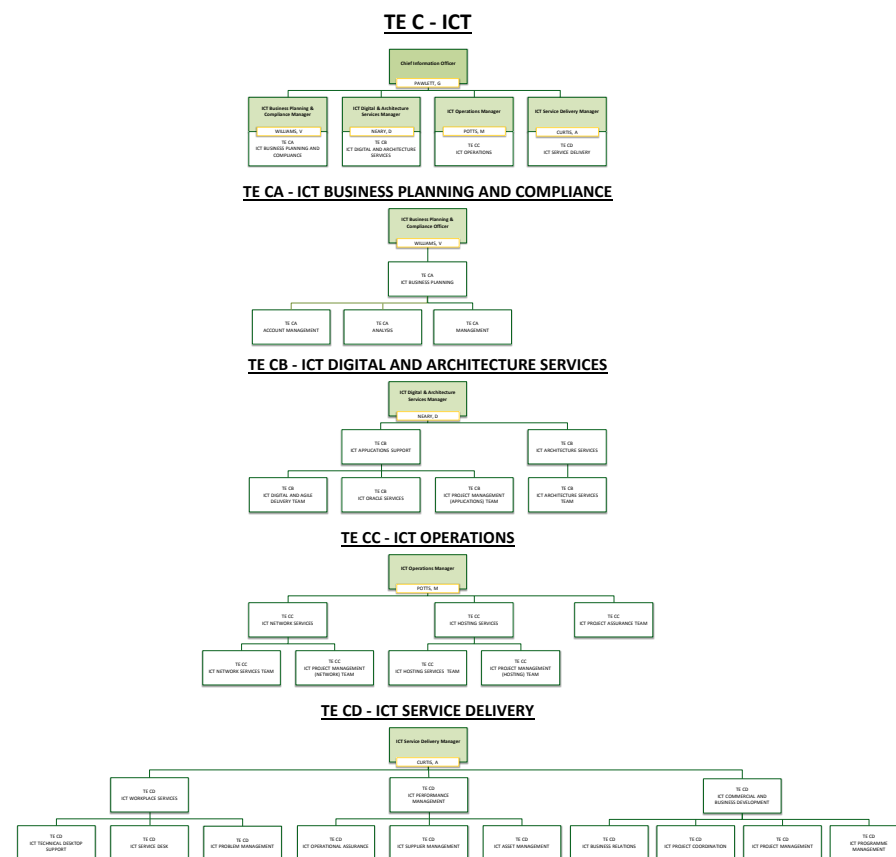 TE C - ICT
Chief Information Officer
PAWLETT, G
ICT Business Planning &
Compliance Manager
WILLIAMS, V
TE CA
ICT BUSINESS PLANNING AND
COMPLIANCE
ICT Digital & Architecture
Services Manager
NEARY, D
TE CB
ICT DIGITAL AND ARCHITECTURE
SERVICES
ICT Operations Manager
POTTS, M
TE CC
ICT OPERATIONS
ICT Service Delivery Manager
CURTIS, A
TE CD
ICT SERVICE DELIVERY
TE CA - ICT BUSINESS PLANNING AND COMPLIANCE
ICT Business Planning &
Compliance Officer
WILLIAMS, V
TE CA
ICT BUSINESS PLANNING
TE CA
ACCOUNT MANAGEMENT
TE CA
ANALYSIS
TE CA
MANAGEMENT
TE CB - ICT DIGITAL AND ARCHITECTURE SERVICES
ICT Digital & Architecture
Services Manager
NEARY, D
TE CB
ICT APPLICATIONS SUPPORT
TE CB
ICT ARCHITECTURE SERVICES
TE CB
ICT DIGITAL AND AGILE
DELIVERY TEAM
TE CB
ICT ORACLE SERVICES
TE CB
ICT PROJECT MANAGEMENT
(APPLICATIONS) TEAM
TE CB
ICT ARCHITECTURE SERVICES
TEAM
TE CC - ICT OPERATIONS
ICT Operations Manager
POTTS, M
TE CC
ICT NETWORK SERVICES
TE CC
ICT HOSTING SERVICES
TE CC
ICT PROJECT ASSURANCE TEAM
TE CC
ICT NETWORK SERVICES TEAM
TE CC
ICT PROJECT MANAGEMENT
(NETWORK) TEAM
TE CC
ICT HOSTING SERVICES TEAM
TE CC
ICT PROJECT MANAGEMENT
(HOSTING) TEAM
TE CD - ICT SERVICE DELIVERY
ICT Service Delivery Manager
CURTIS, A
TE CD
ICT WORKPLACE SERVICES
TE CD
ICT PERFORMANCE
MANAGEMENT
TE CD
ICT COMMERCIAL AND
BUSINESS DEVELOPMENT
TE CD
ICT TECHNICAL DESKTOP
SUPPORT
TE CD
ICT SERVICE DESK
TE CD
ICT PROBLEM MANAGEMENT
TE CD
ICT OPERATIONAL ASSURANCE
TE CD
ICT SUPPLIER MANAGEMENT
TE CD
ICT ASSET MANAGEMENT
TE CD
ICT BUSINESS RELATIONS
TE CD
ICT PROJECT COORDINATION
TE CD
ICT PROJECT MANAGEMENT
TE CD
ICT PROGRAMME
MANAGEMENT